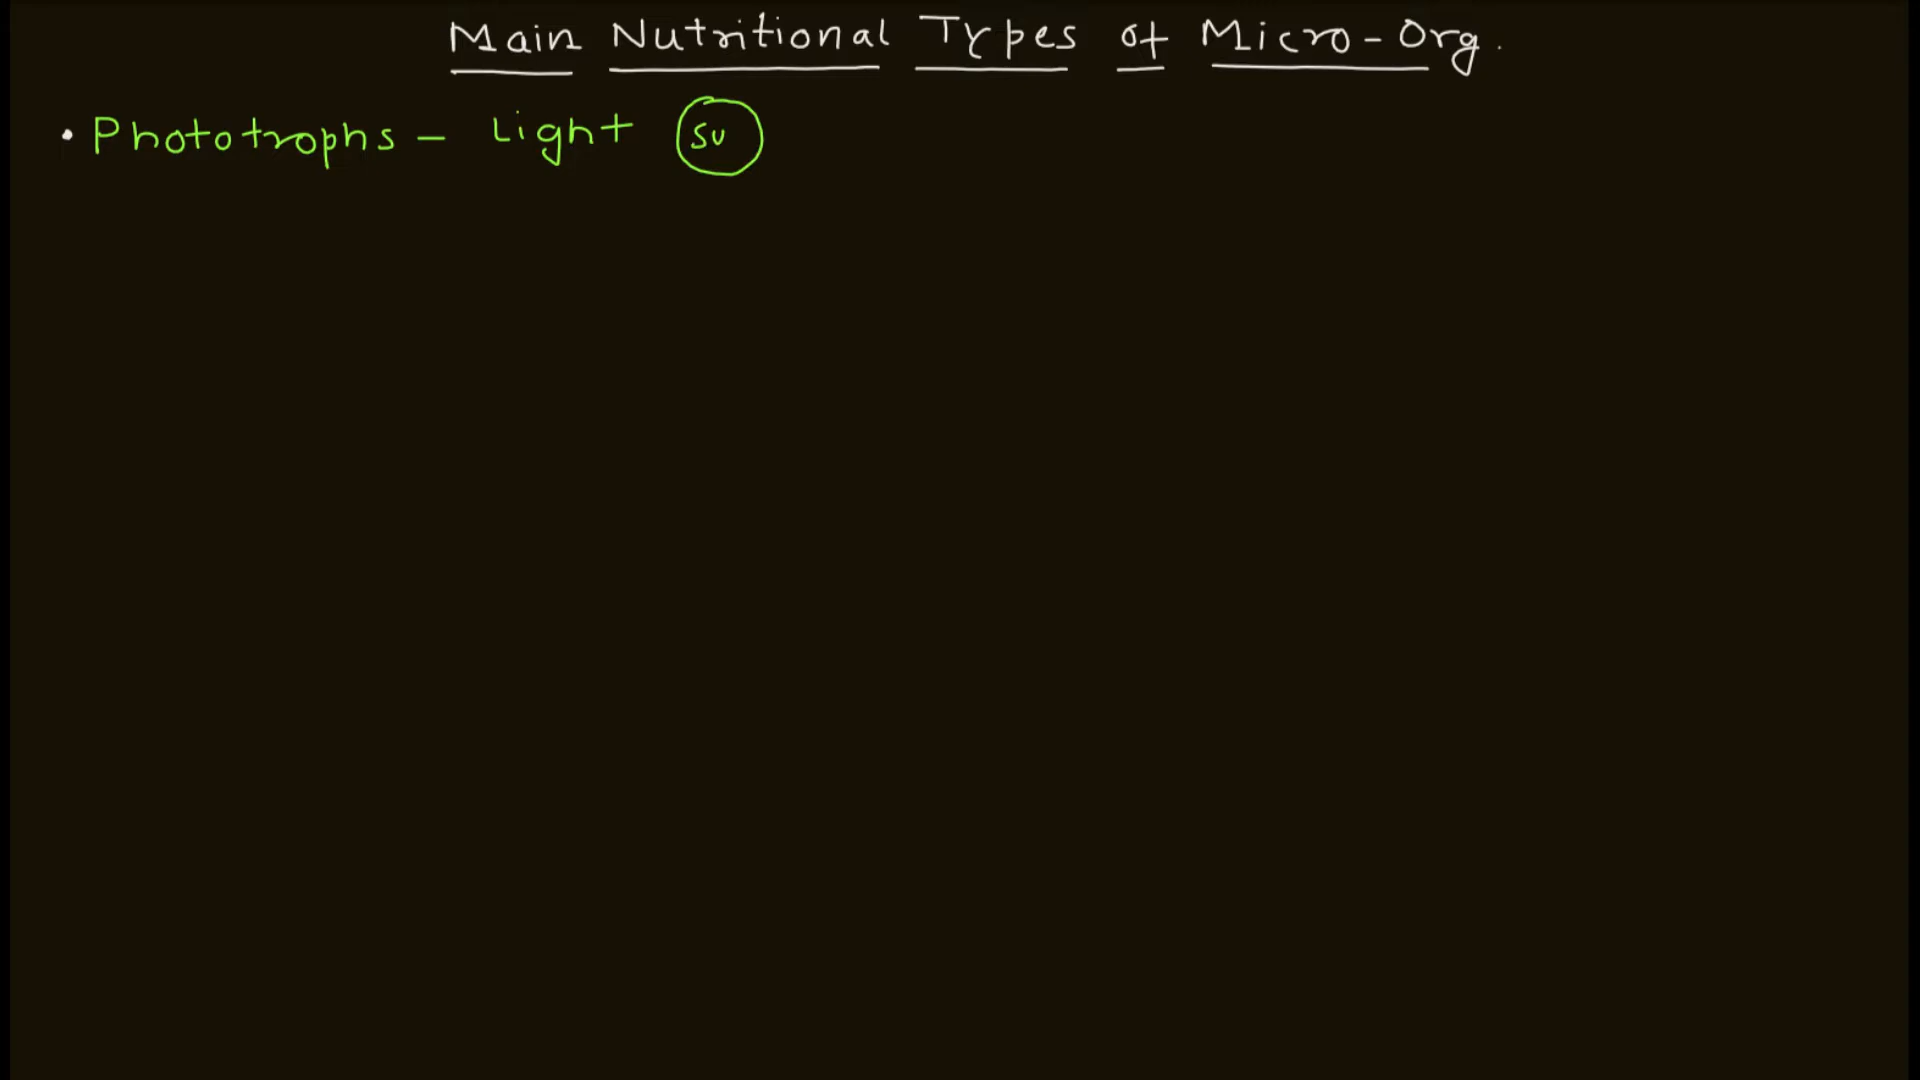 Main Nutritional Types of Micro-Org.
• Phototrophs - Light su